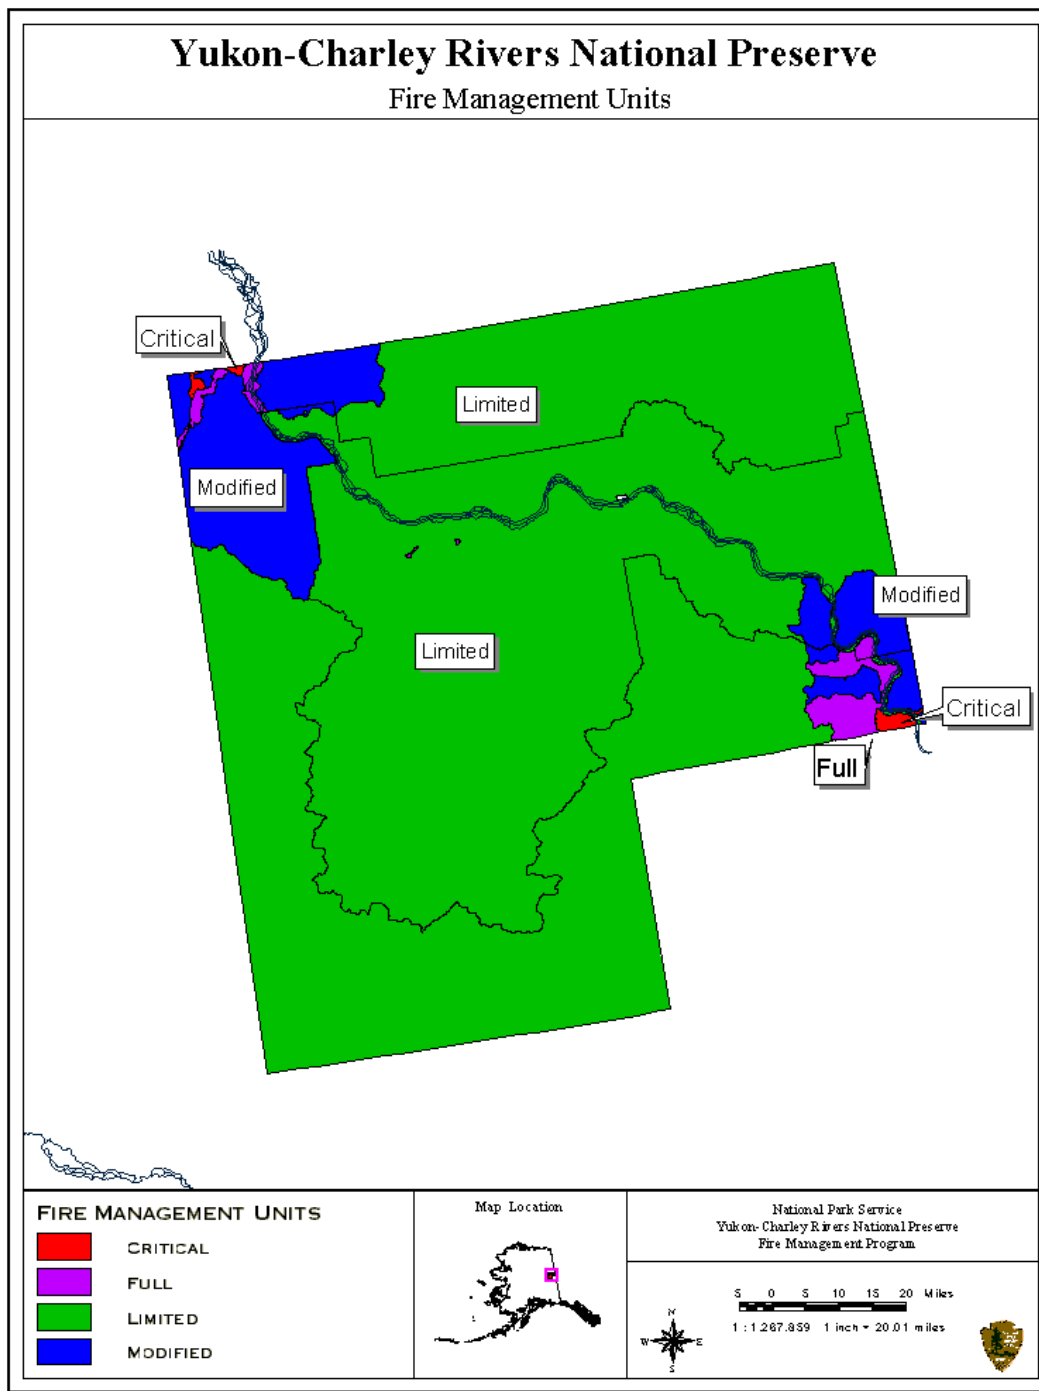 Yukon-Charley Rivers National Preserve
Fire Management Units
Critical
Limited
Modified
Modified
Limited
Critical
Full
FIRE MANAGEMENT UNITS
CRITICAL
FULL
LIMITED
MODIFIED
Map Location
National Park Service
Yukon-Charley Rivers National Preserve
Fire Management Program
N
W E
S
5 0 5 10 15 20 Miles
1 : 1,267,859 1 inch = 20.01 miles